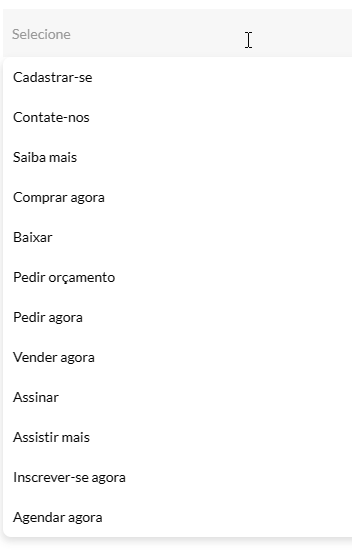 Selecione
Cadastrar-se
Contate-nos
Saiba mais
Comprar agora
Baixar
Pedir orçamento
Pedir agora
Vender agora
Assinar
Assistir mais
Inscrever-se agora
Agendar agora